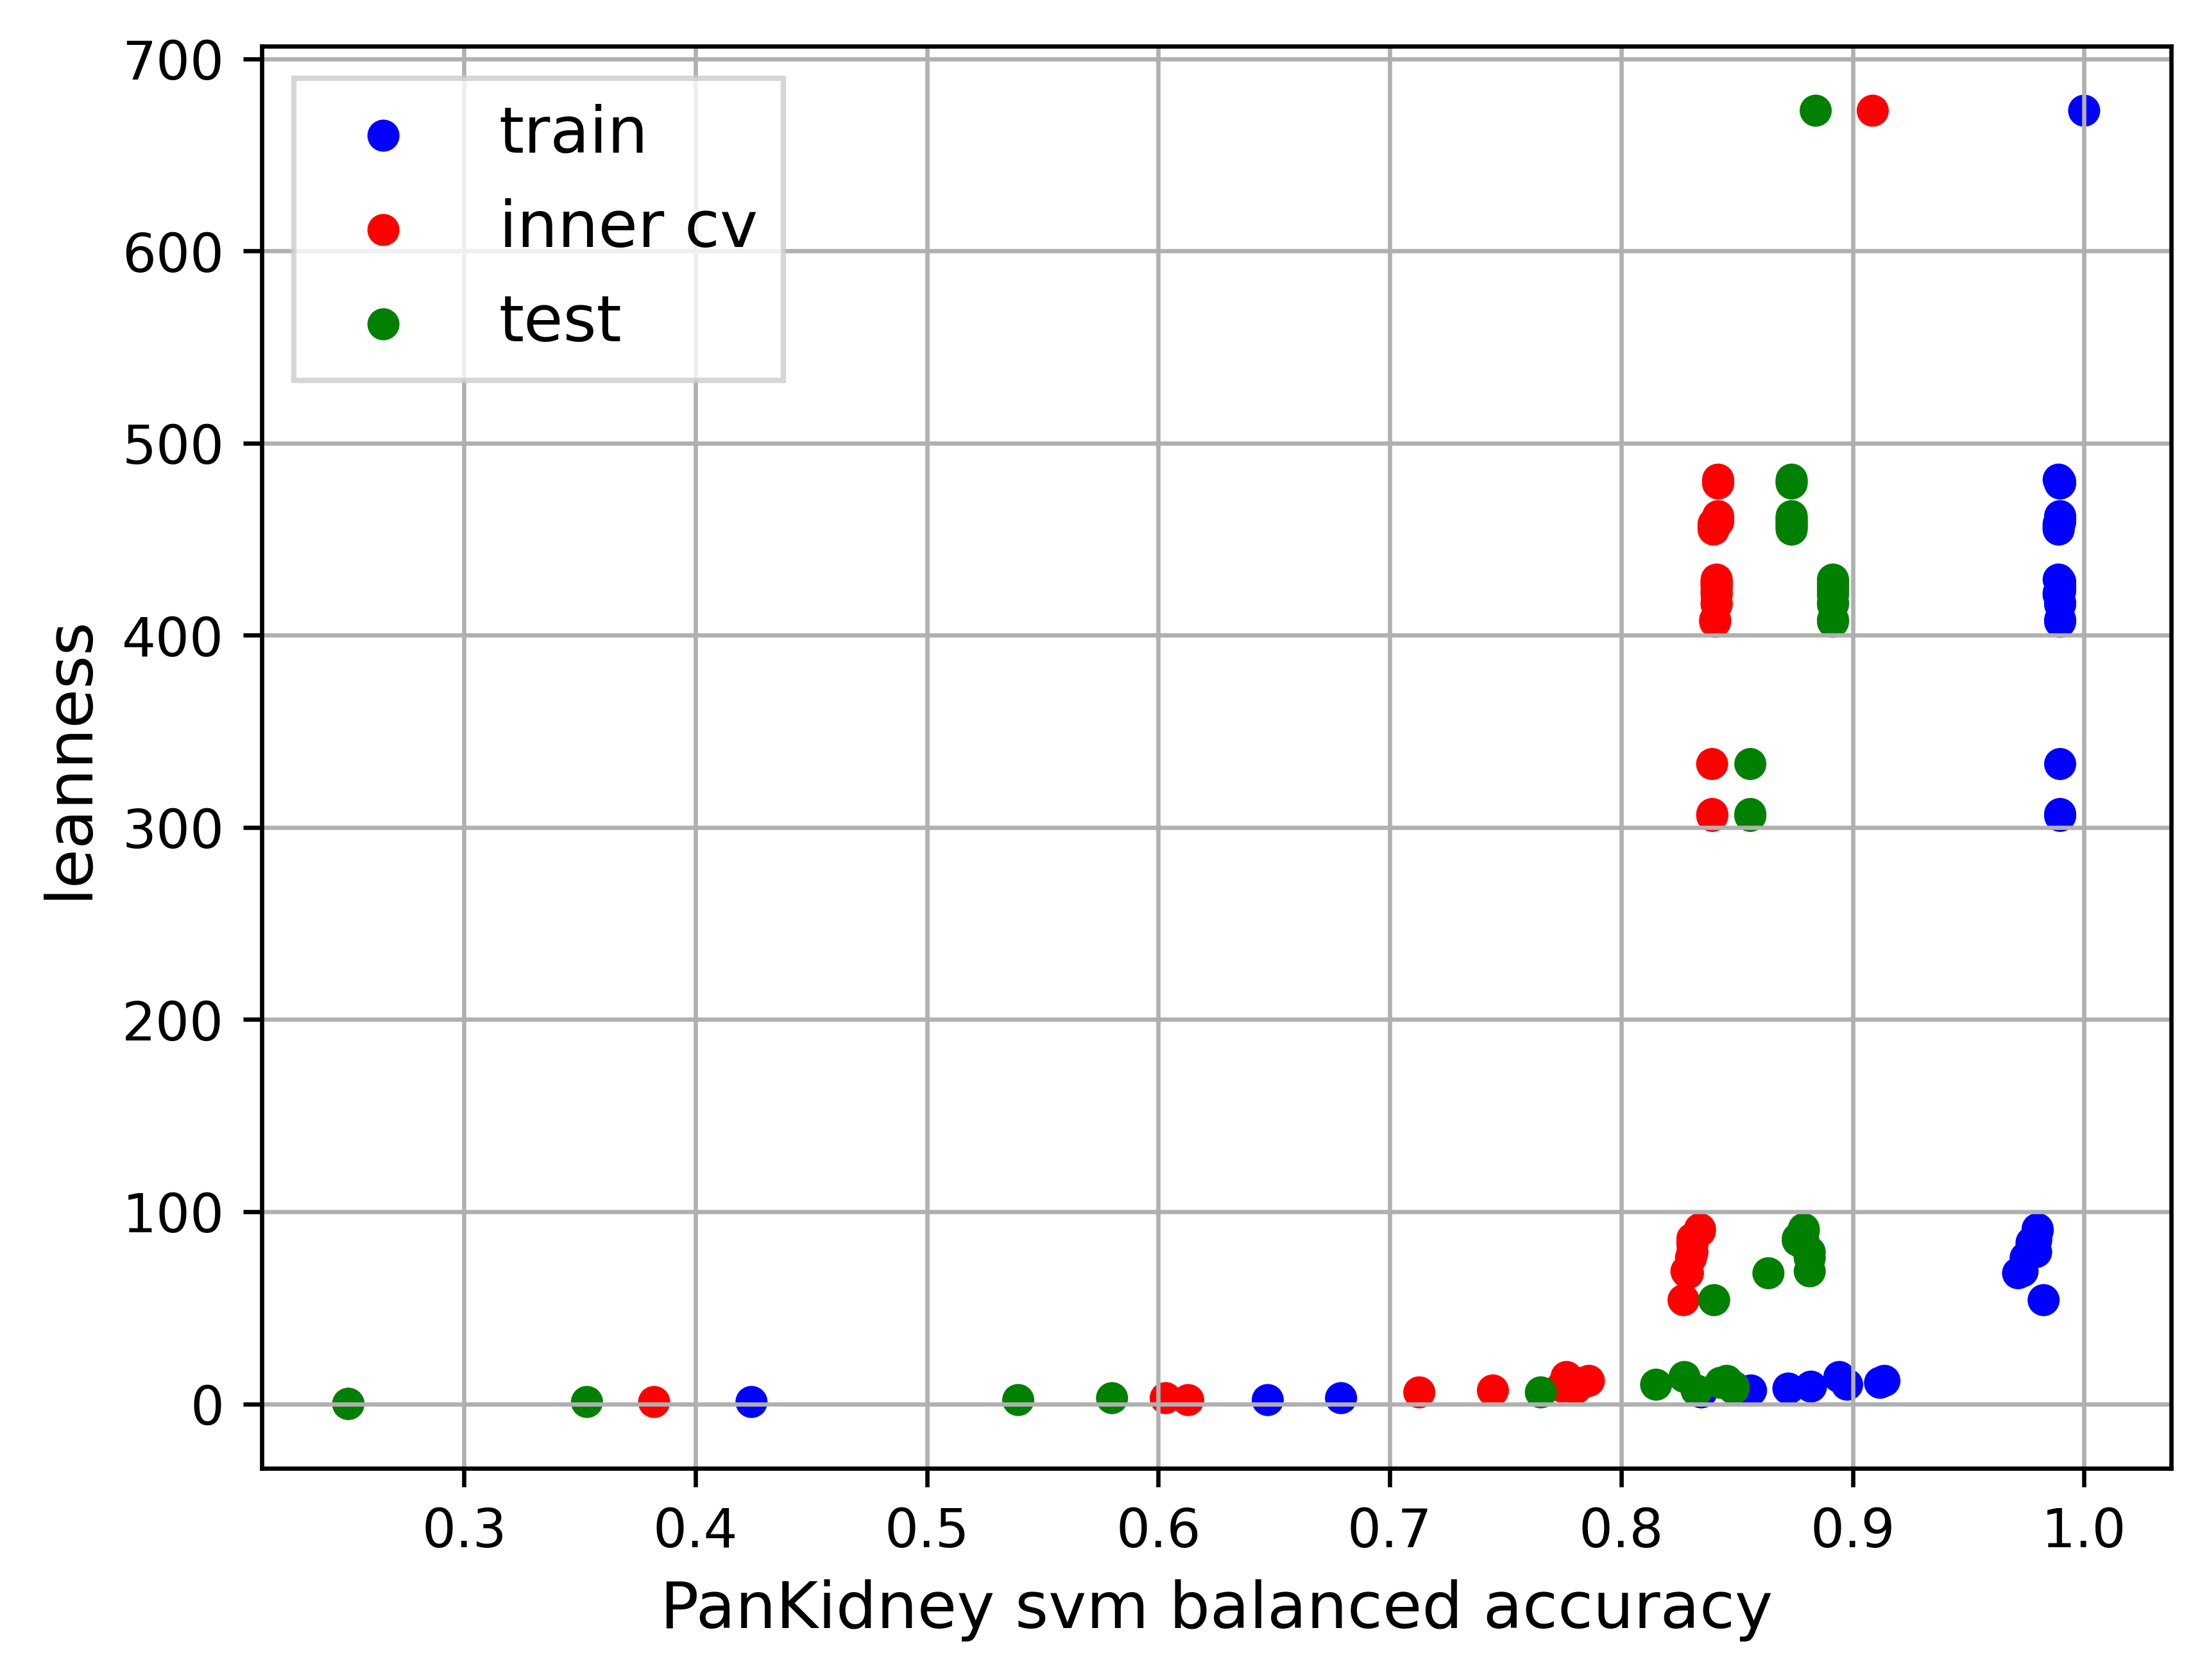 train
inner cv
test
700
600
500
400
300
200
100
0
leanness
0.3 0.4 0.5 0.6 0.7 0.8 0.9 1.0
PanKidney svm balanced accuracy